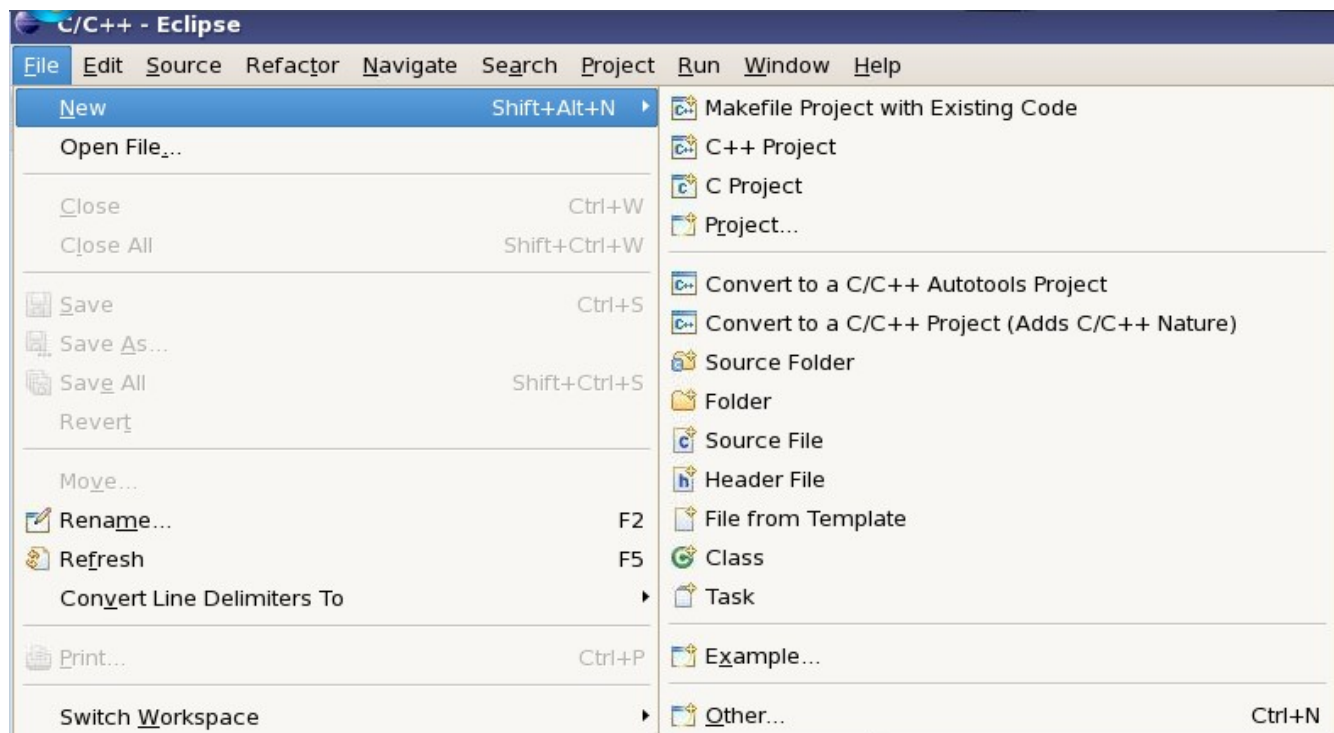 C/C++ - Eclipse
File Edit Source Refactor Navigate Search Project Run Window Help
New Shift+Alt+N
Open File...
Close Ctrl+W
Close All Shift+Ctrl+W
Save Ctrl+S
Save As...
Save All Shift+Ctrl+S
Revert
Move...
Rename... F2
Refresh F5
Convert Line Delimiters To
Print... Ctrl+P
Switch Workspace
Makefile Project with Existing Code
C++ Project
C Project
Project...
Convert to a C/C++ Autotools Project
Convert to a C/C++ Project (Adds C/C++ Nature)
Source Folder
Folder
Source File
Header File
File from Template
Class
Task
Example...
Other... Ctrl+N